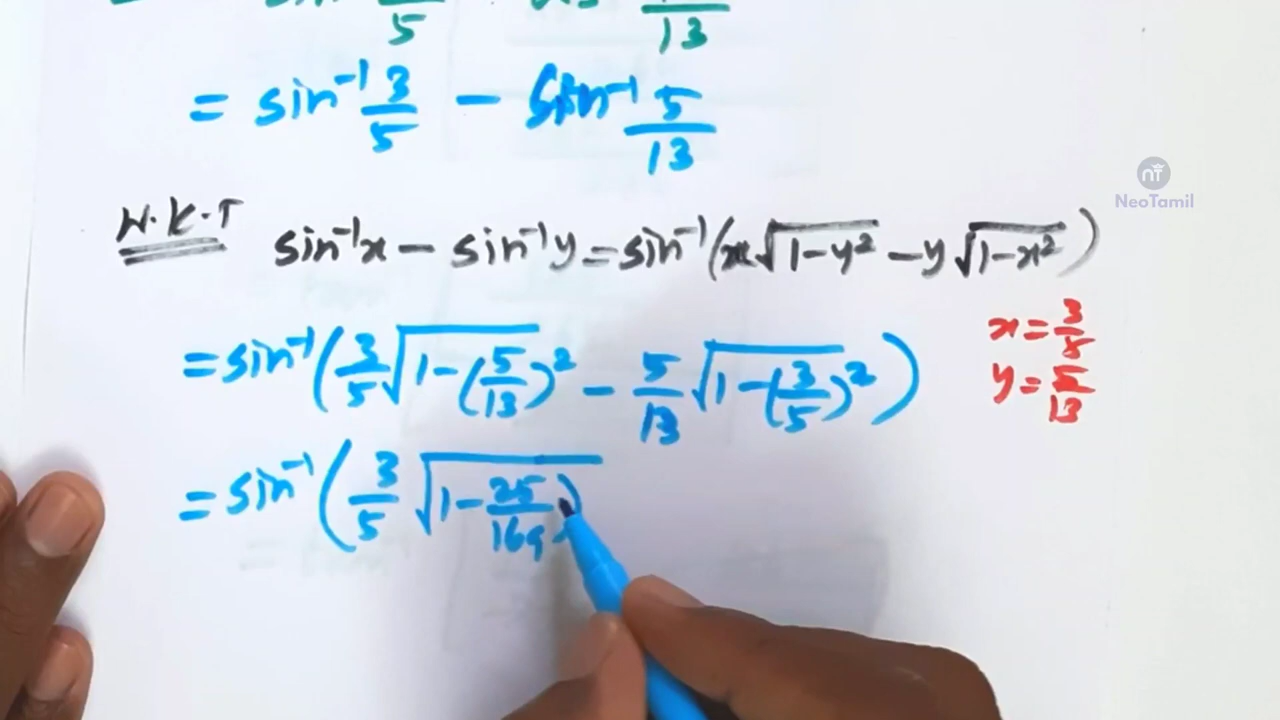 5 13
= sin⁻¹ 3/5 - sin⁻¹ 5/13
W.K.T sin⁻¹x - sin⁻¹y = sin⁻¹(x√(1-y²) - y√(1-x²))
x = 3/5
y = 5/13
= sin⁻¹(3/5 √(1-(5/13)²) - 5/13 √(1-(3/5)²))
= sin⁻¹(3/5 √(1-25/169)
NeoTamil